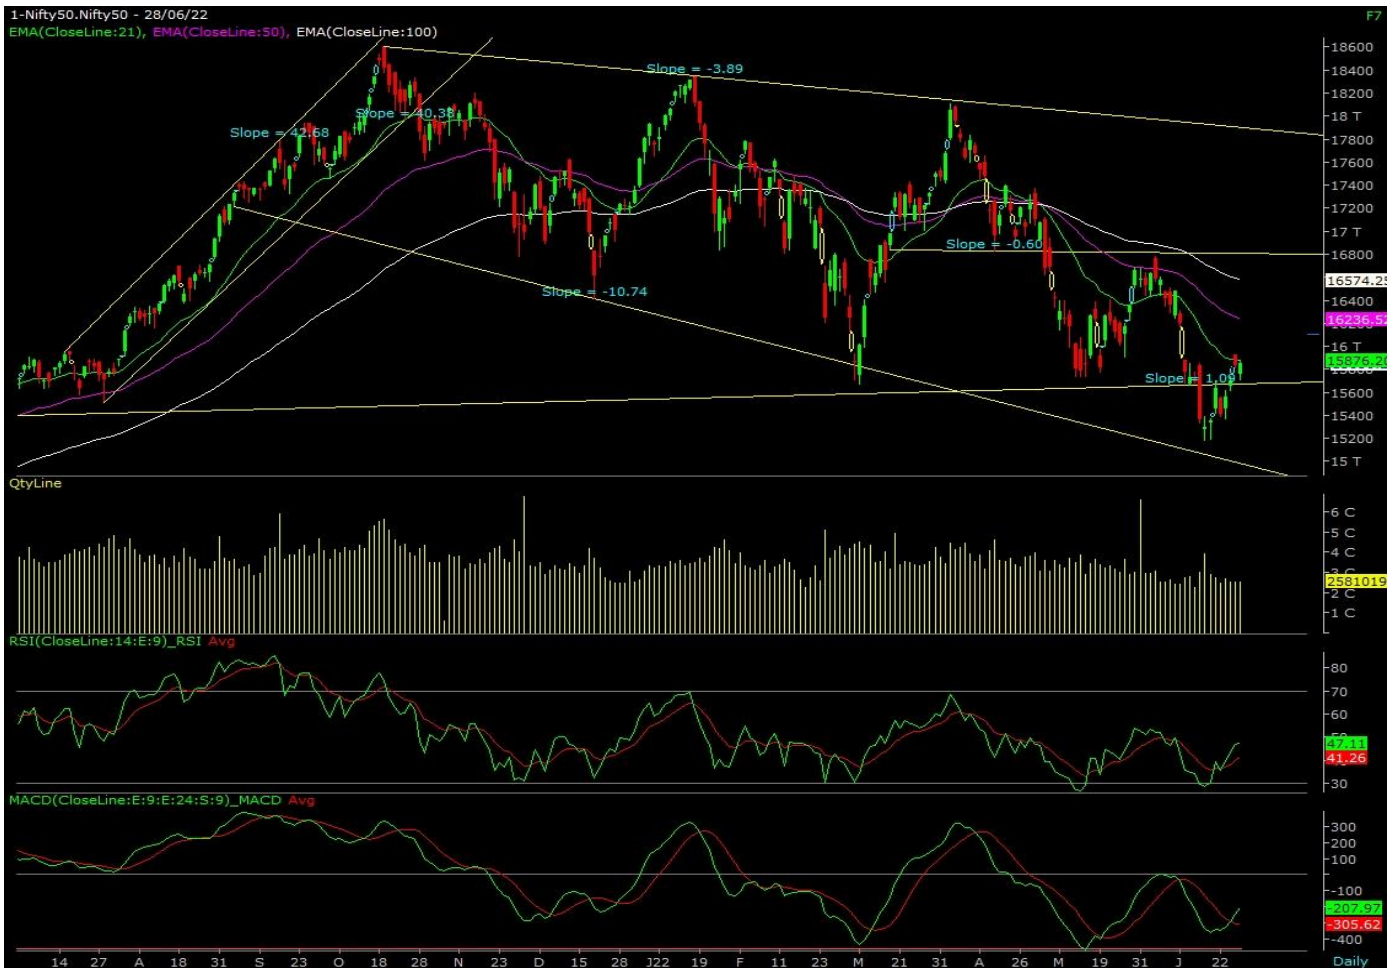 1-Nifty50.Nifty50 - 28/06/22
F7
EMA(CloseLine:21), EMA(CloseLine:50), EMA(CloseLine:100)
18600
Slope = -3.89
18400
18200
Slope = 40.38
18 T
Slope = 42.68
17800
17600
17400
17200
17 T
Slope = -0.60
16800
16574.25
Slope = -10.74
16400
16236.52
16 T
15876.20
Slope = 1.09
15600
15400
15200
15 T
QtyLine
6 C
5 C
4 C
3 C
2581019
2 C
1 C
RSI(CloseLine:14:E:9)_RSI Avg
80
70
60
47.11
41.26
30
MACD(CloseLine:E:9:E:24:S:9)_MACD Avg
300
200
100
-100
-207.97
-305.62
-400
14 27 A 18 31 S 23 O 18 28 N 23 D 15 28 J22 19 F 11 23 M 21 31 A 26 M 19 31 J 22 Daily